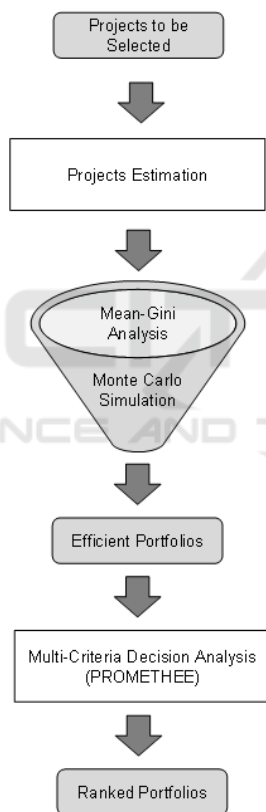 Projects to be
Selected
Projects Estimation
Mean-Gini
Analysis
Monte Carlo
Simulation
Efficient Portfolios
Multi-Criteria Decision Analysis
(PROMETHEE)
Ranked Portfolios